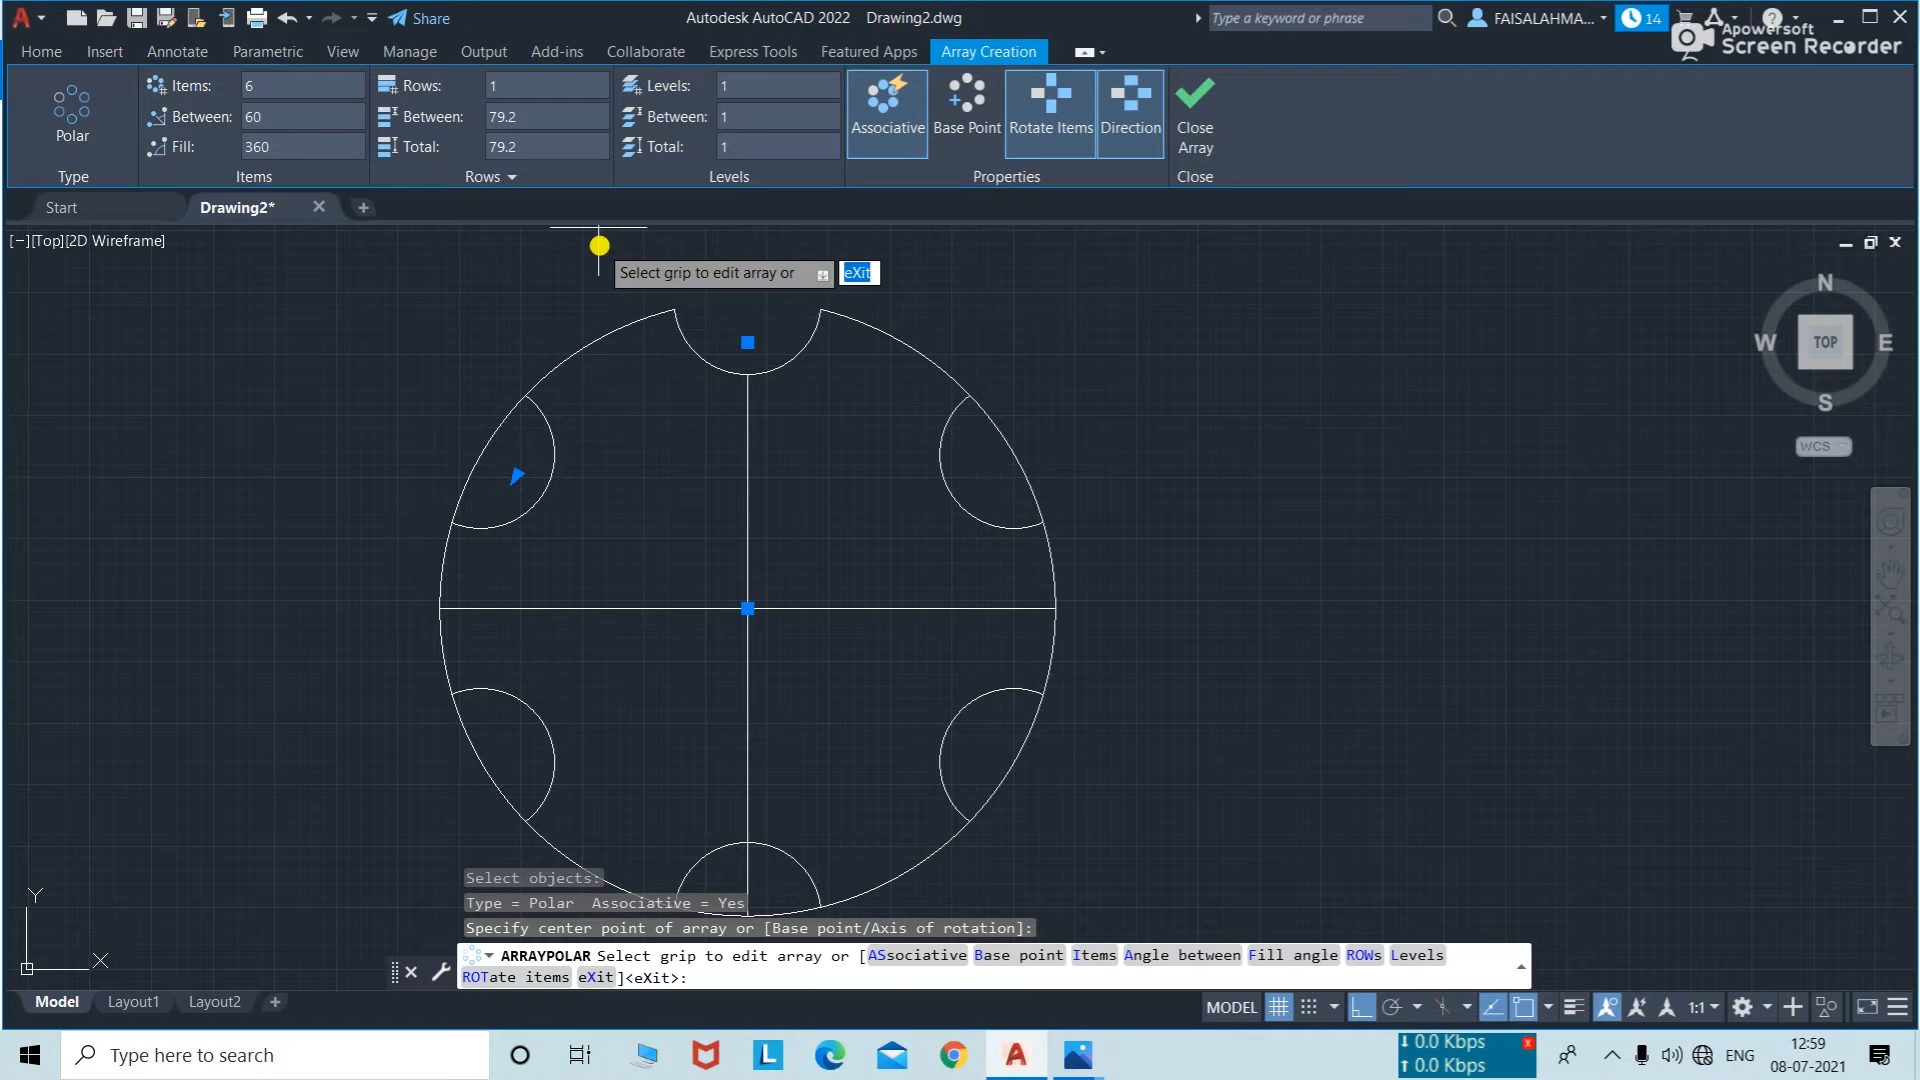 Share Autodesk AutoCAD 2022 Drawing2.dwg Type a keyword or phrase FAISALAHMA... 14
Apowersoft
Screen Recorder
Home Insert Annotate Parametric View Manage Output Add-ins Collaborate Express Tools Featured Apps Array Creation
Items: 6 Rows: 1 Levels: 1
Between: 60 Between: 79.2 Between: 1
Polar Associative Base Point Rotate Items Direction Close
Fill: 360 Total: 79.2 Total: 1 Array
Type Items Rows Levels Properties Close
Start Drawing2*
[−][Top][2D Wireframe]
Select grip to edit array or eXit
N
W TOP E
S
WCS
Select objects:
Y
Type = Polar Associative = Yes
Specify center point of array or [Base point/Axis of rotation]:
ARRAYPOLAR Select grip to edit array or [ASsociative Base point Items Angle between Fill angle ROWs Levels
X
ROTate items eXit]<eXit>:
Model Layout1 Layout2
MODEL 1:1
Type here to search
L
0.0 Kbps
0.0 Kbps
ENG
12:59
08-07-2021